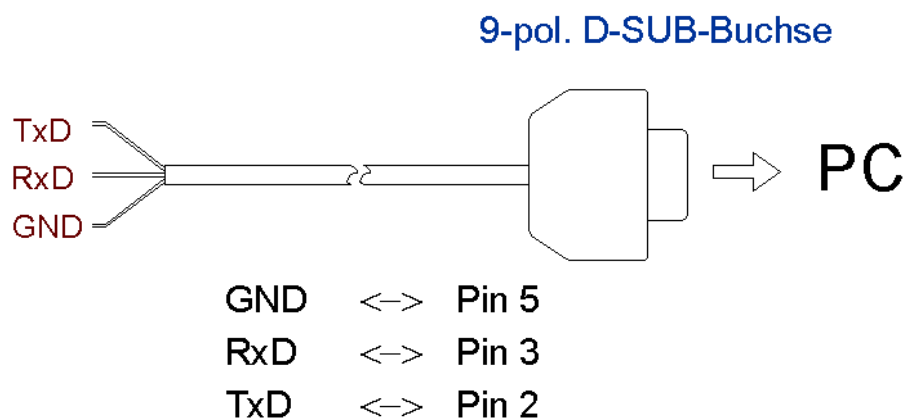 9-pol. D-SUB-Buchse
TxD
RxD
GND
PC
GND <--> Pin 5
RxD <--> Pin 3
TxD <--> Pin 2